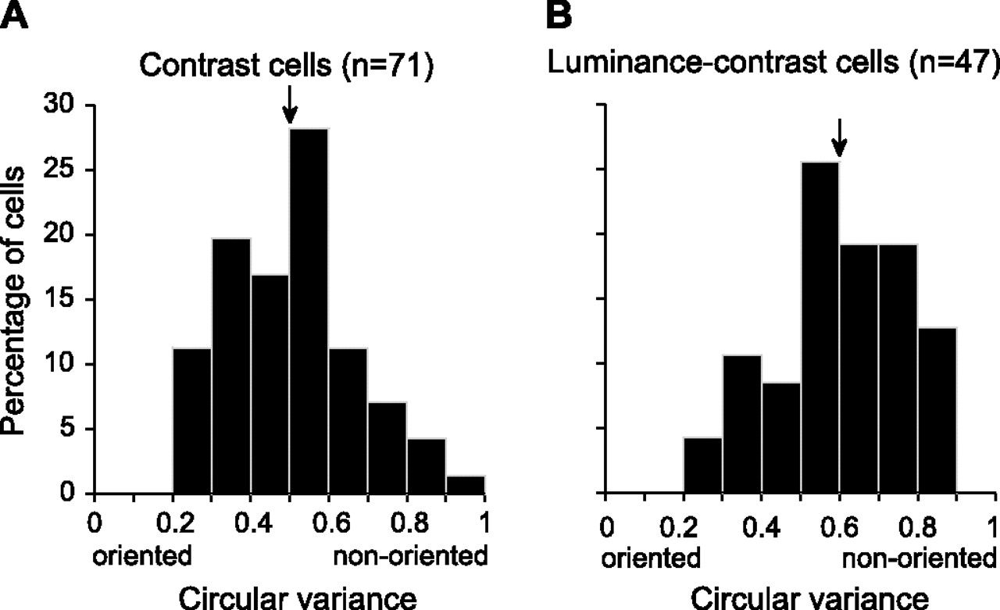 A
B
Contrast cells (n=71)
Luminance-contrast cells (n=47)
Percentage of cells
30
25
20
15
10
5
0
0 0.2 0.4 0.6 0.8 1
oriented non-oriented
Circular variance
0 0.2 0.4 0.6 0.8 1
oriented non-oriented
Circular variance